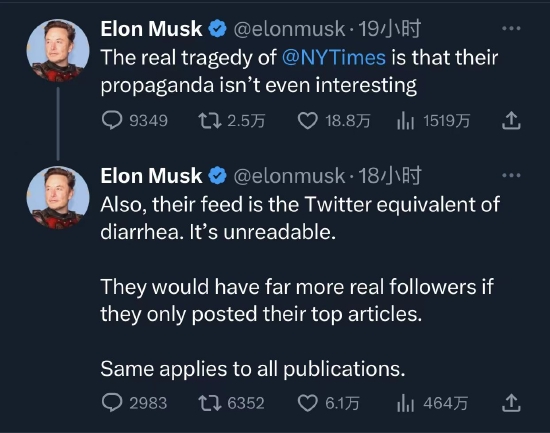 Elon Musk @elonmusk · 19小时
The real tragedy of @NYTimes is that their
propaganda isn’t even interesting
9349 2.5万 18.8万 1519万
Elon Musk @elonmusk · 18小时
Also, their feed is the Twitter equivalent of
diarrhea. It’s unreadable.
They would have far more real followers if
they only posted their top articles.
Same applies to all publications.
2983 6352 6.1万 464万